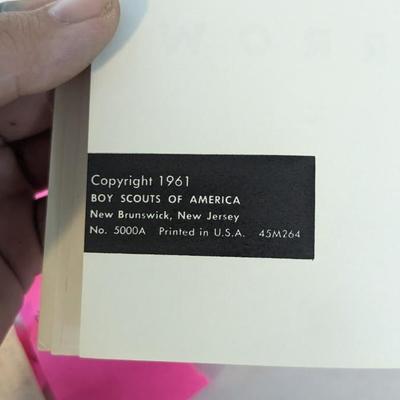 Copyright 1961
BOY SCOUTS OF AMERICA
New Brunswick, New Jersey
No. 5000A Printed in U.S.A. 45M264